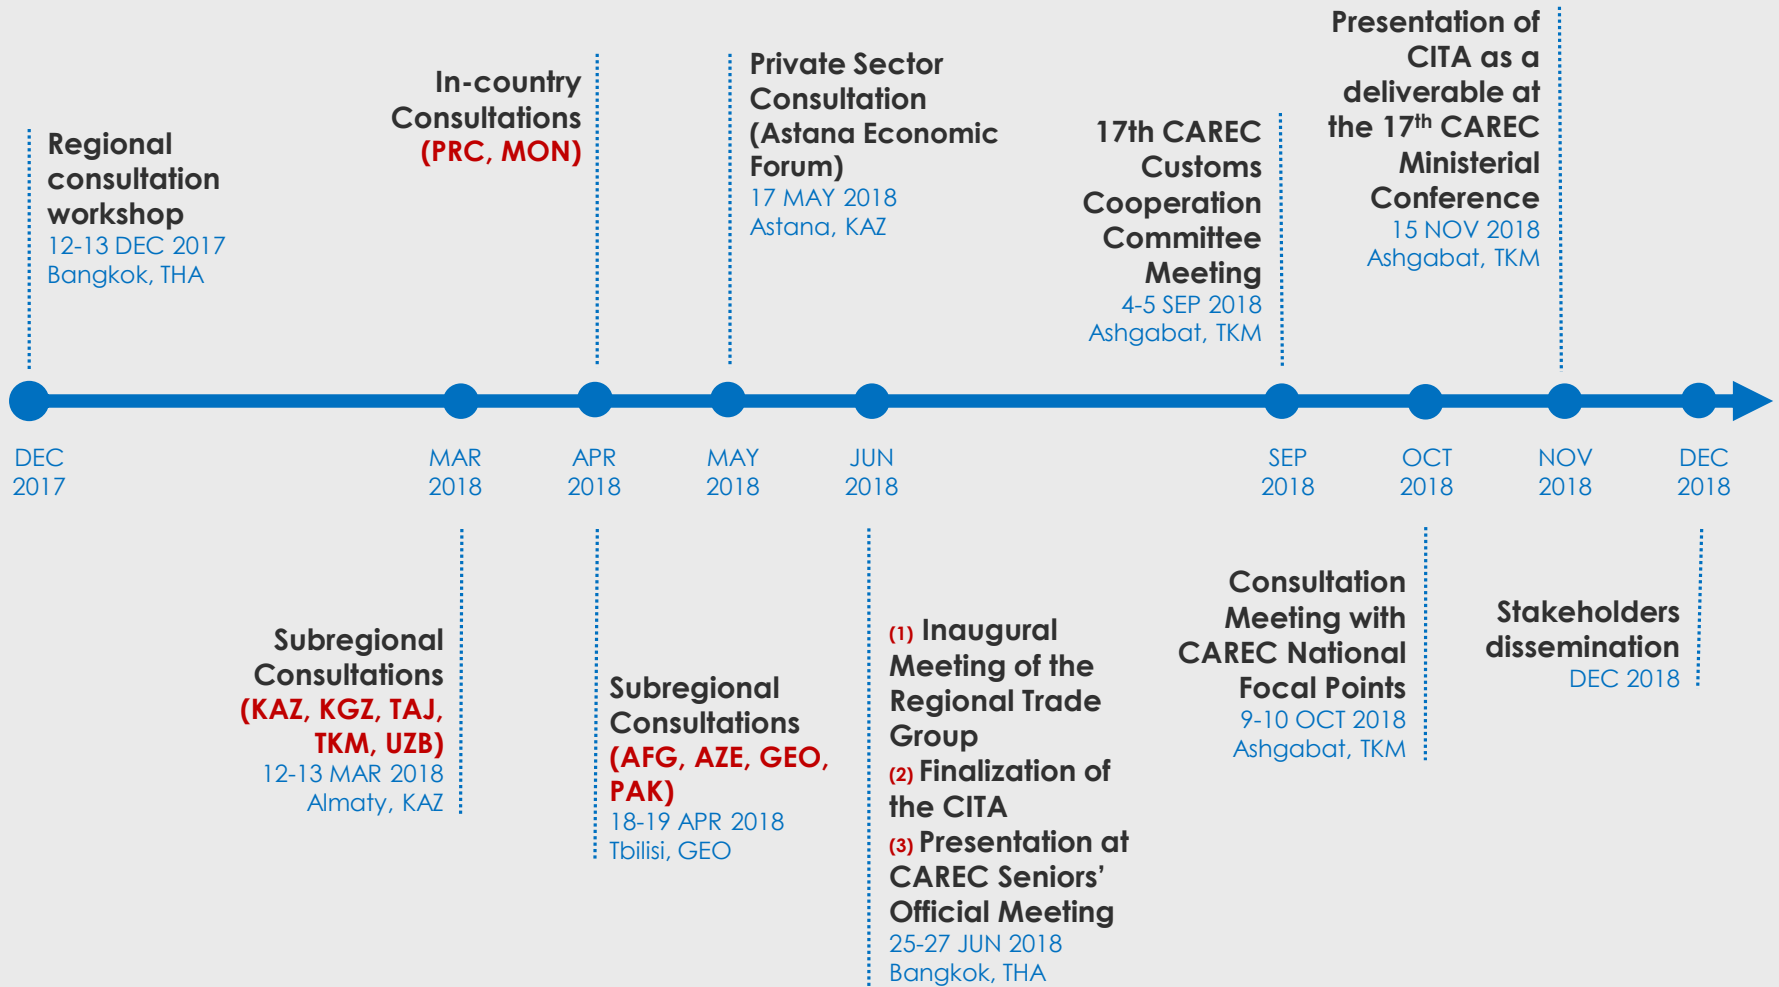 Regional
consultation
workshop
12-13 DEC 2017
Bangkok, THA
In-country
Consultations
(PRC, MON)
Private Sector
Consultation
(Astana Economic
Forum)
17 MAY 2018
Astana, KAZ
17th CAREC
Customs
Cooperation
Committee
Meeting
4-5 SEP 2018
Ashgabat, TKM
Presentation of
CITA as a
deliverable at
the 17th CAREC
Ministerial
Conference
15 NOV 2018
Ashgabat, TKM
DEC
2017
MAR
2018
APR
2018
MAY
2018
JUN
2018
SEP
2018
OCT
2018
NOV
2018
DEC
2018
Subregional
Consultations
(KAZ, KGZ, TAJ,
TKM, UZB)
12-13 MAR 2018
Almaty, KAZ
Subregional
Consultations
(AFG, AZE, GEO,
PAK)
18-19 APR 2018
Tbilisi, GEO
(1) Inaugural
Meeting of the
Regional Trade
Group
(2) Finalization of
the CITA
(3) Presentation at
CAREC Seniors’
Official Meeting
25-27 JUN 2018
Bangkok, THA
Consultation
Meeting with
CAREC National
Focal Points
9-10 OCT 2018
Ashgabat, TKM
Stakeholders
dissemination
DEC 2018